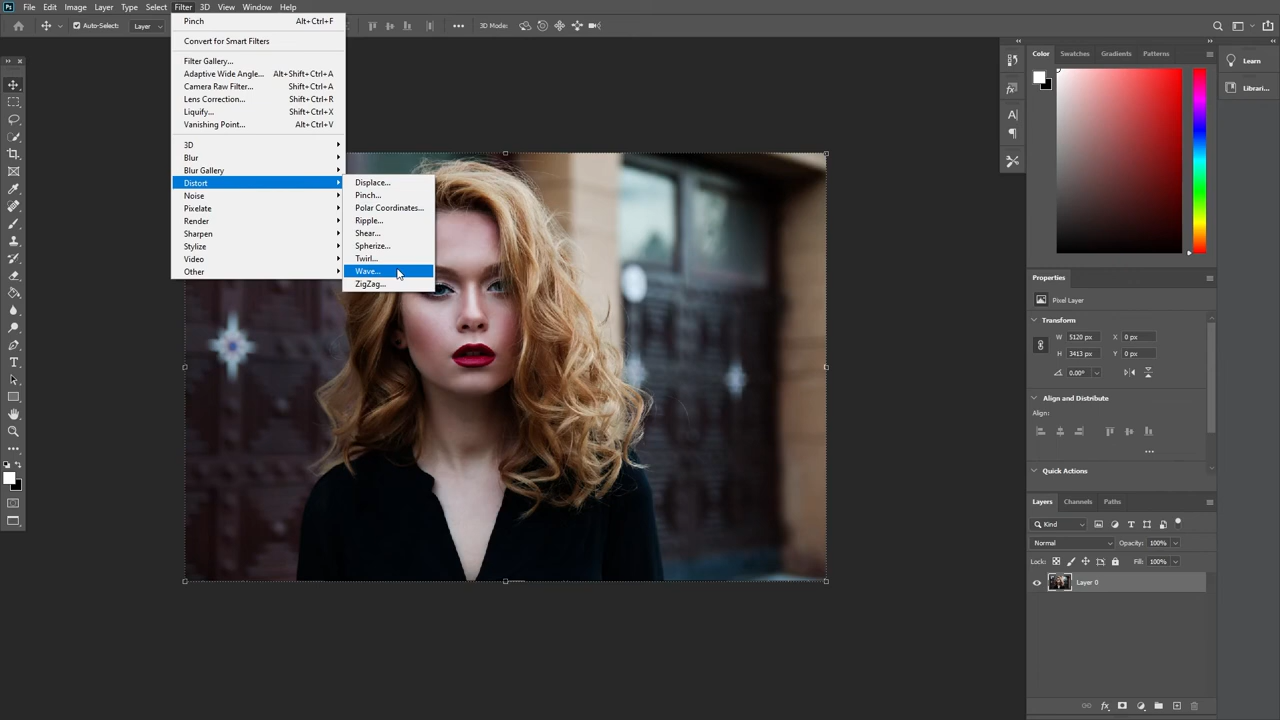 Ps File Edit Image Layer Type Select Filter 3D View Window Help
Auto-Select: Layer 3D Mode:
Pinch Alt+Ctrl+F
Convert for Smart Filters
Filter Gallery...
Adaptive Wide Angle... Alt+Shift+Ctrl+A
Camera Raw Filter... Shift+Ctrl+A
Lens Correction... Shift+Ctrl+R
Liquify... Shift+Ctrl+X
Vanishing Point... Alt+Ctrl+V
3D
Blur
Blur Gallery
Distort
Noise
Pixelate
Render
Sharpen
Stylize
Video
Other
Displace...
Pinch...
Polar Coordinates...
Ripple...
Shear...
Spherize...
Twirl...
Wave...
ZigZag...
Color Swatches Gradients Patterns
Learn
Librari...
Properties
Pixel Layer
Transform
W 5120 px X 0 px
H 3413 px Y 0 px
0.00°
Align and Distribute
Align:
Quick Actions
Layers Channels Paths
Kind
Normal Opacity: 100%
Lock: Fill: 100%
Layer 0
fx